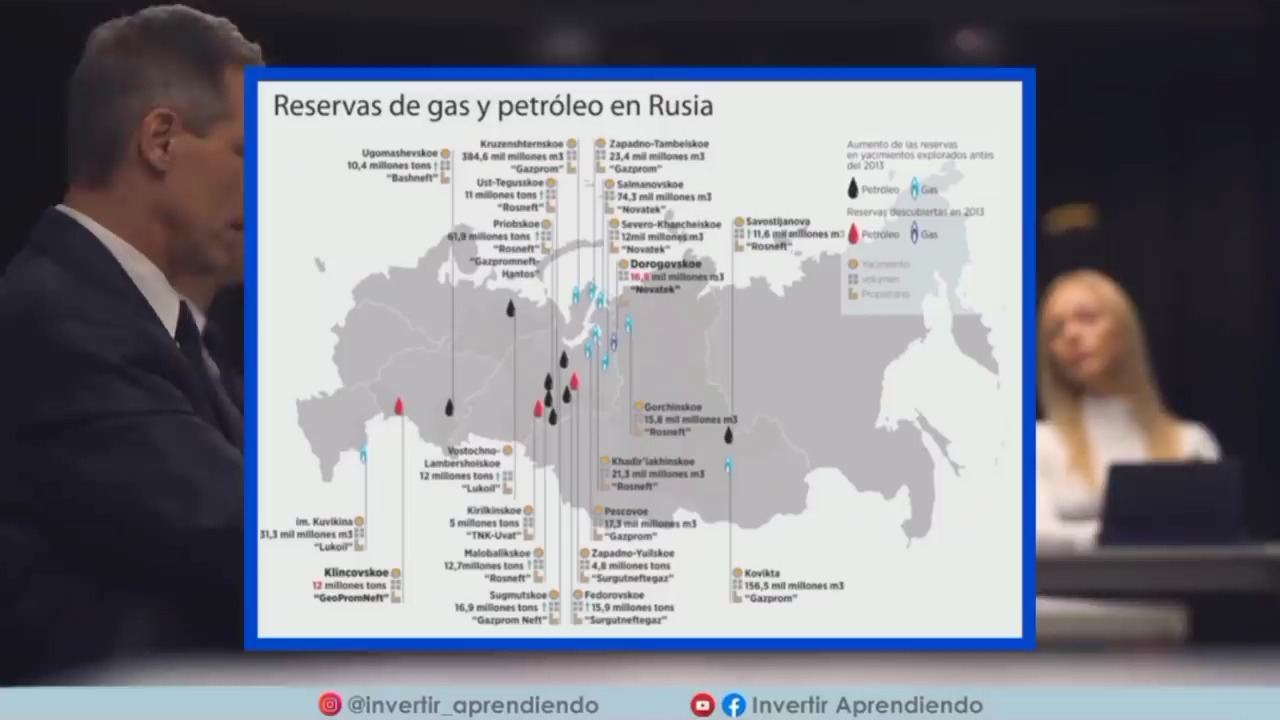 Reservas de gas y petróleo en Rusia
Ugomashevskoe
10,4 millones tons ↑
"Bashneft"
Kruzenshternskoe
384,6 mil millones m3
"Gazprom"
Ust-Tegusskoe
11 millones tons ↑
"Rosneft"
Priobskoe
61,9 millones tons ↑
"Rosneft"
"Gazpromneft-
Hantos"
Zapadno-Tambelskoe
23,4 mil millones m3
"Gazprom"
Salmanovskoe
74,3 mil millones m3
"Novatek"
Severo-Khancheiskoe
12mil millones m3
"Novatek"
Dorogovskoe
16,8 mil millones m3
"Novatek"
Savostijanova
↑ 11,6 mil millones m3
"Rosneft"
Aumento de las reservas
en yacimientos explorados antes
del 2013
Petróleo Gas
Reservas descubiertas en 2013
Petróleo Gas
Yacimiento
volumen
Propietario
Gorchinskoe
15,8 mil millones m3
"Rosneft"
Vostochno-
Lambershoiskoe
12 millones tons ↑
"Lukoil"
Khadir'iakhinskoe
21,3 mil millones m3
"Rosneft"
im. Kuvikina
31,3 mil millones m3
"Lukoil"
Klincovskoe
12 millones tons
"GeoPromNeft"
Kirilkinskoe
5 millones tons
"TNK-Uvat"
Malobalikskoe
12,7millones tons ↑
"Rosneft"
Sugmutskoe
16,9 millones tons ↑
"Gazprom Neft"
Pescovoe
17,3 mil millones m3
"Gazprom"
Zapadno-Yuilskoe
4,8 millones tons
"Surgutneftegaz"
Fedorovskoe
↑ 15,9 millones tons
"Surgutneftegaz"
Kovikta
156,5 mil millones m3
"Gazprom"
@invertir_aprendiendo
Invertir Aprendiendo